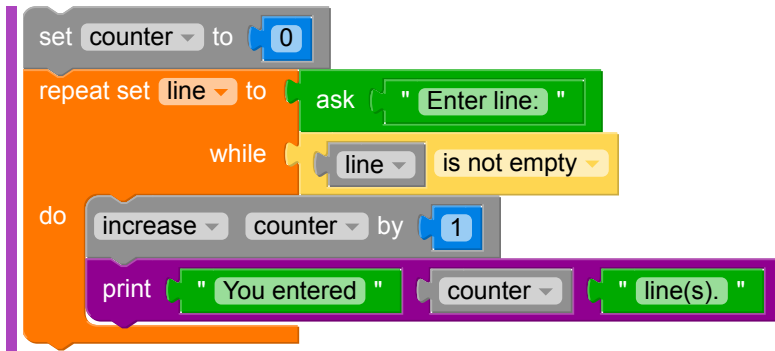 set counter to 0
repeat set line to ask " Enter line: "
while line is not empty
do increase counter by 1
print " You entered " counter " line(s). "